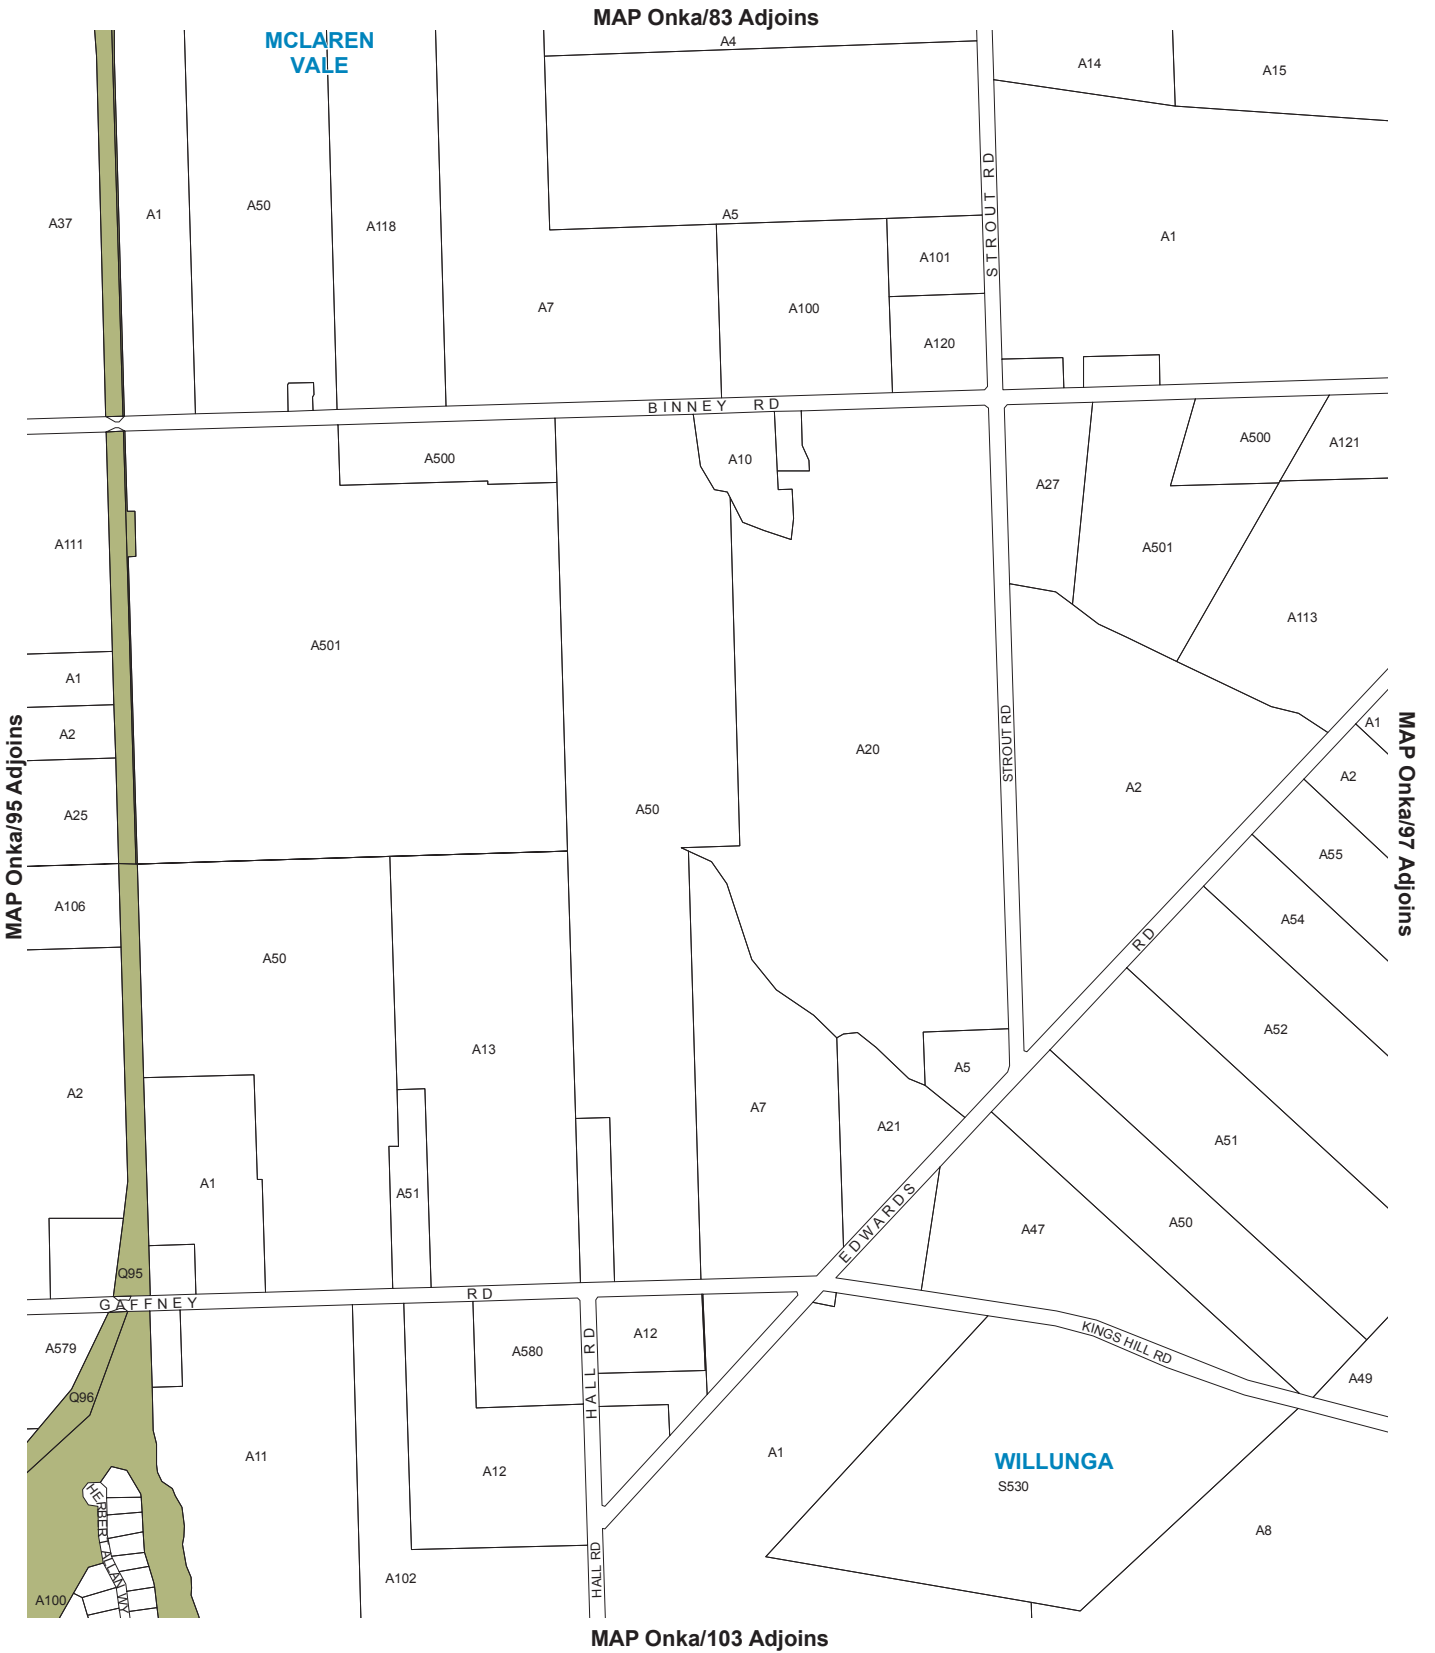 MAP Onka/83 Adjoins
MCLAREN
VALE
A4
A14
A15
A37
A1
A50
A118
A5
STROUT RD
A1
A101
A7
A100
A120
BINNEY RD
A500
A10
A500
A121
A27
A111
A501
A501
A113
A1
A2
MAP Onka/95 Adjoins
A25
A50
A20
STROUT RD
A2
A1
A2
MAP Onka/97 Adjoins
A55
A106
A54
A50
RD
A13
A52
A2
A5
A7
A21
A51
A1
A51
EDWARDS
A47
A50
Q95
GAFFNEY RD
A579
A580
HALL RD
A12
KINGS HILL RD
A49
Q96
A11
A12
A1
WILLUNGA
S530
HERBERT ALLAN WY
A8
A100
A102
HALL RD
MAP Onka/103 Adjoins